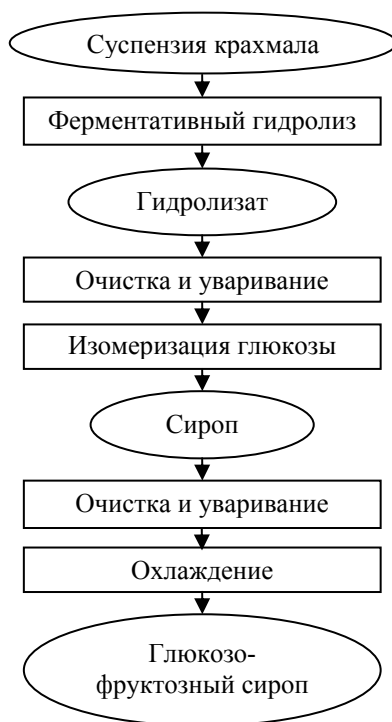 Суспензия крахмала
Ферментативный гидролиз
Гидролизат
Очистка и уваривание
Изомеризация глюкозы
Сироп
Очистка и уваривание
Охлаждение
Глюкозо-
фруктозный сироп